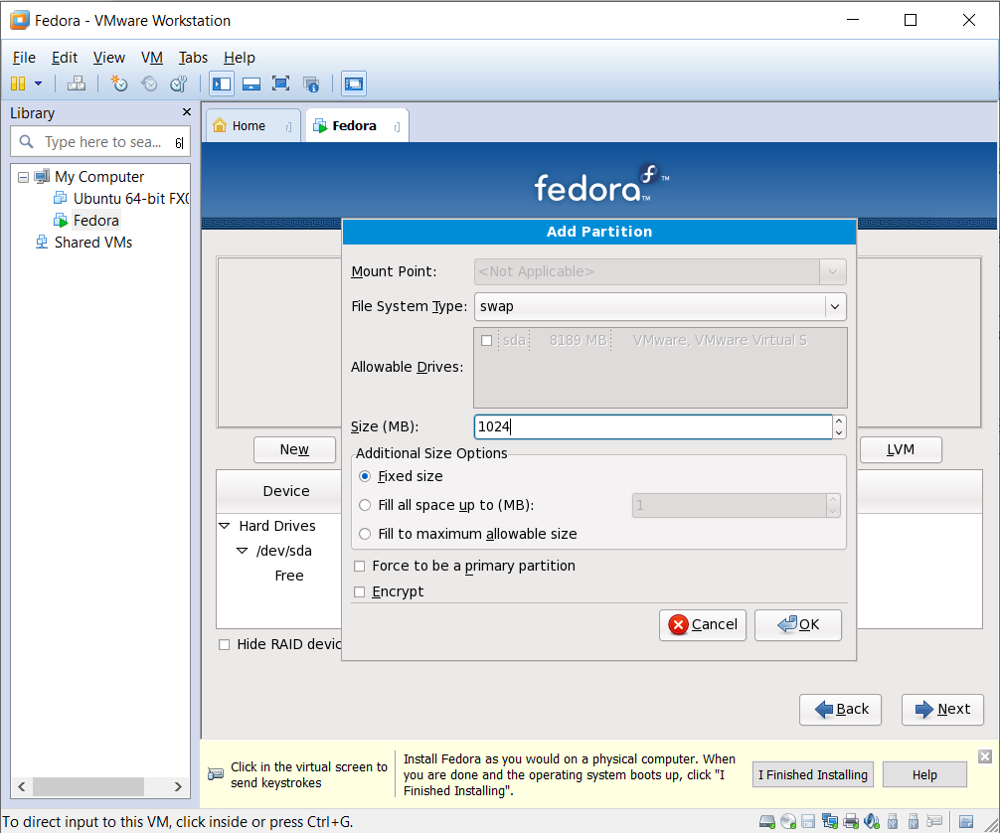 Fedora - VMware Workstation
File Edit View VM Tabs Help
Library
Type here to sea...
My Computer
Ubuntu 64-bit FX
Fedora
Shared VMs
Home
Fedora
fedora™
Add Partition
Mount Point: <Not Applicable>
File System Type: swap
Allowable Drives:
sda 8189 MB VMware, VMware Virtual S
Size (MB): 1024
New
LVM
Additional Size Options
Fixed size
Fill all space up to (MB): 1
Fill to maximum allowable size
Device
Hard Drives
/dev/sda
Free
Force to be a primary partition
Encrypt
Cancel OK
Hide RAID devic
Back Next
Click in the virtual screen to
send keystrokes
Install Fedora as you would on a physical computer. When
you are done and the operating system boots up, click "I
Finished Installing".
I Finished Installing
Help
To direct input to this VM, click inside or press Ctrl+G.